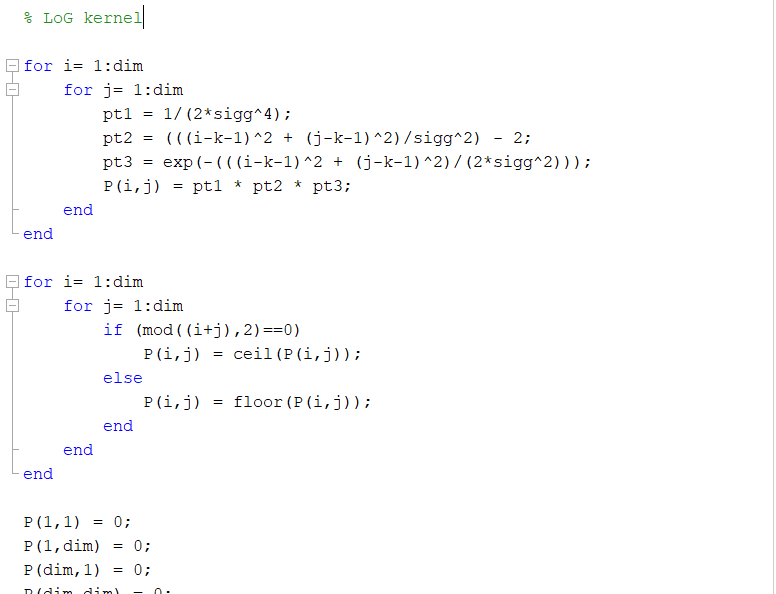 % LoG kernel
for i= 1:dim
for j= 1:dim
pt1 = 1/(2*sigg^4);
pt2 = (((i-k-1)^2 + (j-k-1)^2)/sigg^2) - 2;
pt3 = exp(-(((i-k-1)^2 + (j-k-1)^2)/(2*sigg^2)));
P(i,j) = pt1 * pt2 * pt3;
end
end
for i= 1:dim
for j= 1:dim
if (mod((i+j),2)==0)
P(i,j) = ceil(P(i,j));
else
P(i,j) = floor(P(i,j));
end
end
end
P(1,1) = 0;
P(1,dim) = 0;
P(dim,1) = 0;
P(dim,dim) = 0;